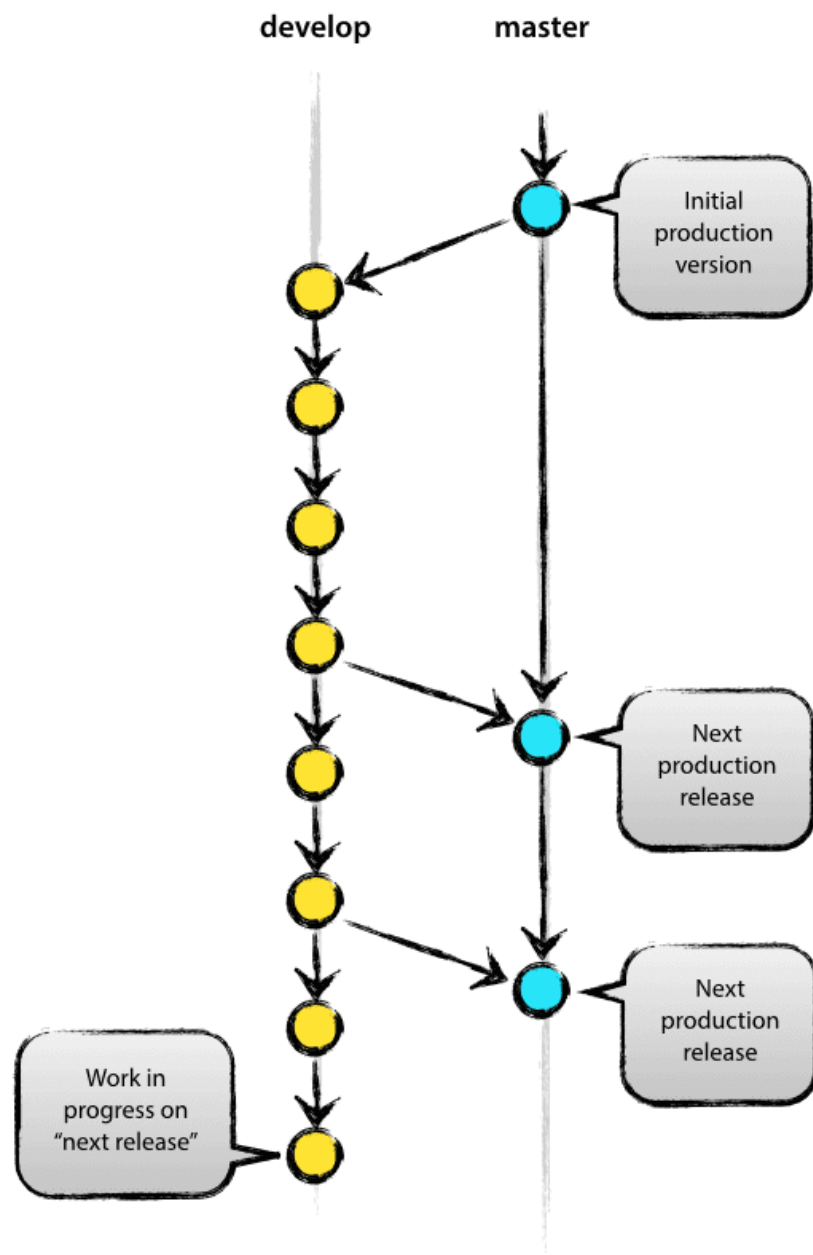 develop
master
Initial
production
version
Next
production
release
Next
production
release
Work in
progress on
“next release”